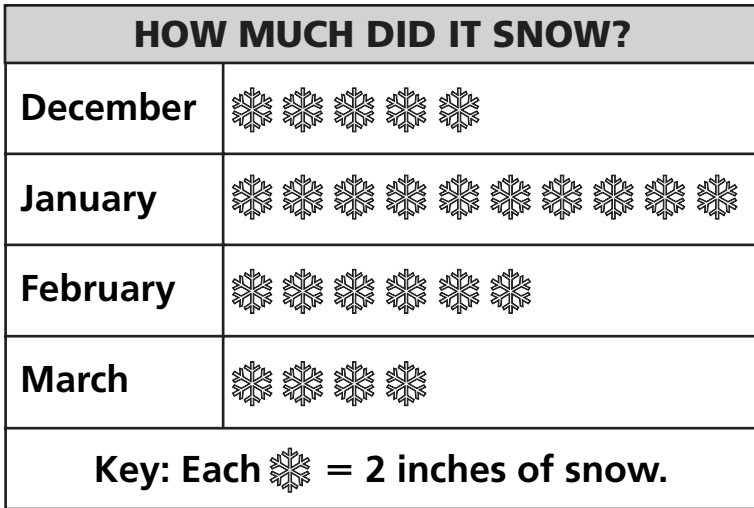 HOW MUCH DID IT SNOW?
December
January
February
March
Key: Each = 2 inches of snow.